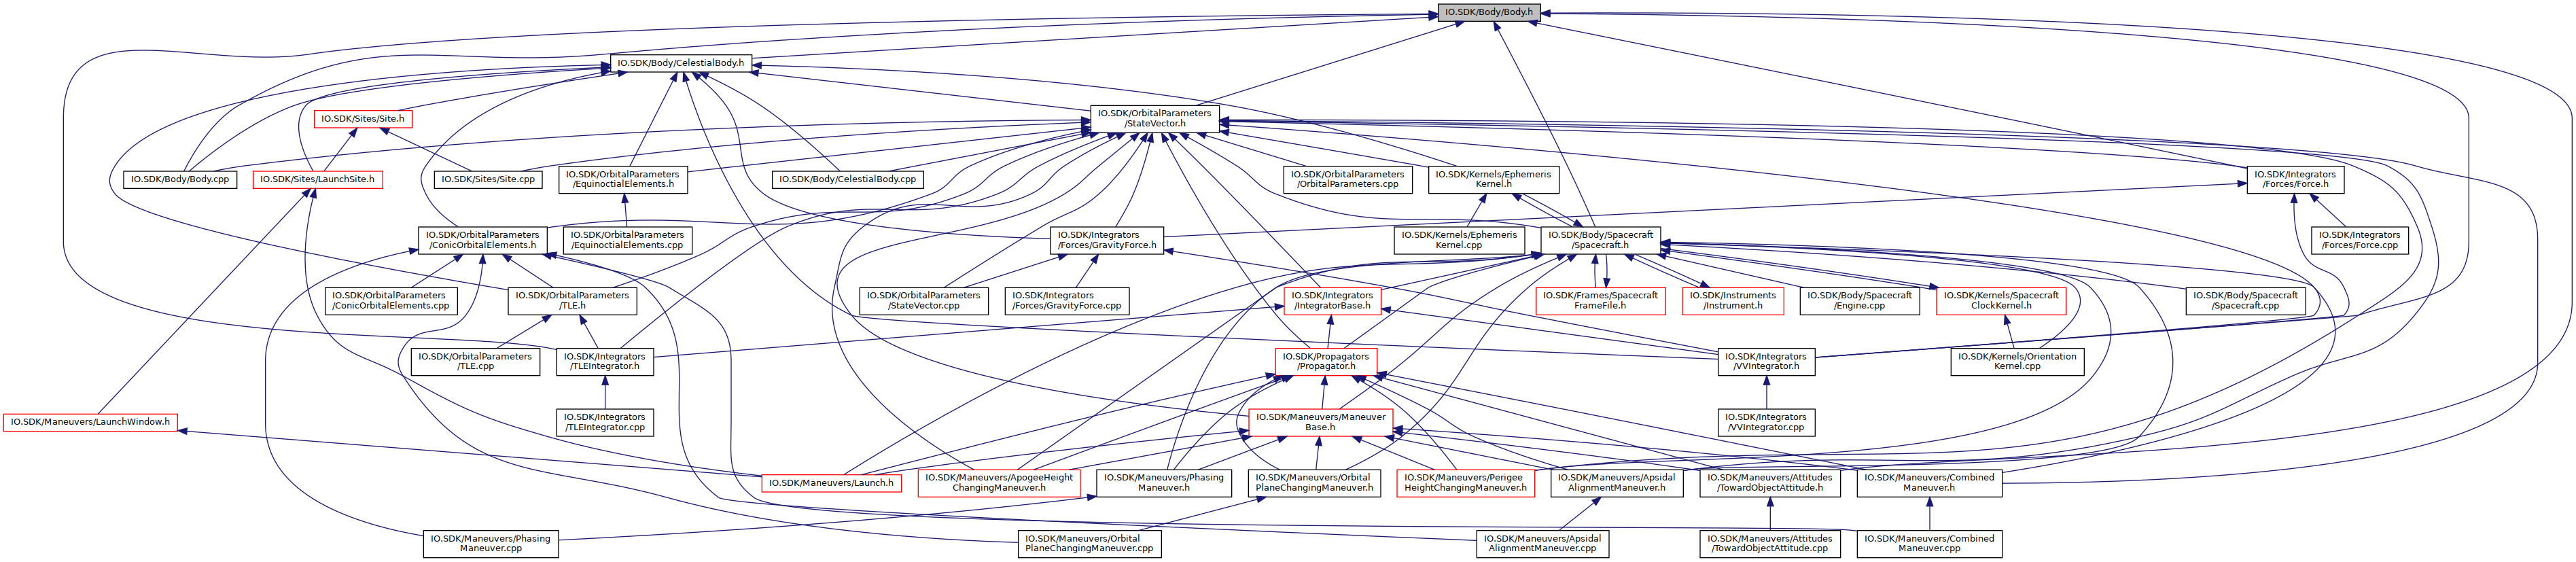 IO.SDK/Body/Body.h
IO.SDK/Body/CelestialBody.h
IO.SDK/Sites/Site.h
IO.SDK/OrbitalParameters
/StateVector.h
IO.SDK/Body/Body.cpp
IO.SDK/Sites/LaunchSite.h
IO.SDK/Sites/Site.cpp
IO.SDK/OrbitalParameters
/EquinoctialElements.h
IO.SDK/Body/CelestialBody.cpp
IO.SDK/OrbitalParameters
/OrbitalParameters.cpp
IO.SDK/Kernels/Ephemeris
Kernel.h
IO.SDK/Integrators
/Forces/Force.h
IO.SDK/OrbitalParameters
/ConicOrbitalElements.h
IO.SDK/OrbitalParameters
/EquinoctialElements.cpp
IO.SDK/Integrators
/Forces/GravityForce.h
IO.SDK/Kernels/Ephemeris
Kernel.cpp
IO.SDK/Body/Spacecraft
/Spacecraft.h
IO.SDK/Integrators
/Forces/Force.cpp
IO.SDK/OrbitalParameters
/ConicOrbitalElements.cpp
IO.SDK/OrbitalParameters
/TLE.h
IO.SDK/OrbitalParameters
/StateVector.cpp
IO.SDK/Integrators
/Forces/GravityForce.cpp
IO.SDK/Integrators
/IntegratorBase.h
IO.SDK/Frames/Spacecraft
FrameFile.h
IO.SDK/Instruments
/Instrument.h
IO.SDK/Body/Spacecraft
/Engine.cpp
IO.SDK/Kernels/Spacecraft
ClockKernel.h
IO.SDK/Body/Spacecraft
/Spacecraft.cpp
IO.SDK/OrbitalParameters
/TLE.cpp
IO.SDK/Integrators
/TLEIntegrator.h
IO.SDK/Propagators
/Propagator.h
IO.SDK/Integrators
/VVIntegrator.h
IO.SDK/Kernels/Orientation
Kernel.cpp
IO.SDK/Maneuvers/LaunchWindow.h
IO.SDK/Integrators
/TLEIntegrator.cpp
IO.SDK/Maneuvers/Maneuver
Base.h
IO.SDK/Integrators
/VVIntegrator.cpp
IO.SDK/Maneuvers/Launch.h
IO.SDK/Maneuvers/ApogeeHeight
ChangingManeuver.h
IO.SDK/Maneuvers/Phasing
Maneuver.h
IO.SDK/Maneuvers/Orbital
PlaneChangingManeuver.h
IO.SDK/Maneuvers/Perigee
HeightChangingManeuver.h
IO.SDK/Maneuvers/Apsidal
AlignmentManeuver.h
IO.SDK/Maneuvers/Attitudes
/TowardObjectAttitude.h
IO.SDK/Maneuvers/Combined
Maneuver.h
IO.SDK/Maneuvers/Phasing
Maneuver.cpp
IO.SDK/Maneuvers/Orbital
PlaneChangingManeuver.cpp
IO.SDK/Maneuvers/Apsidal
AlignmentManeuver.cpp
IO.SDK/Maneuvers/Attitudes
/TowardObjectAttitude.cpp
IO.SDK/Maneuvers/Combined
Maneuver.cpp